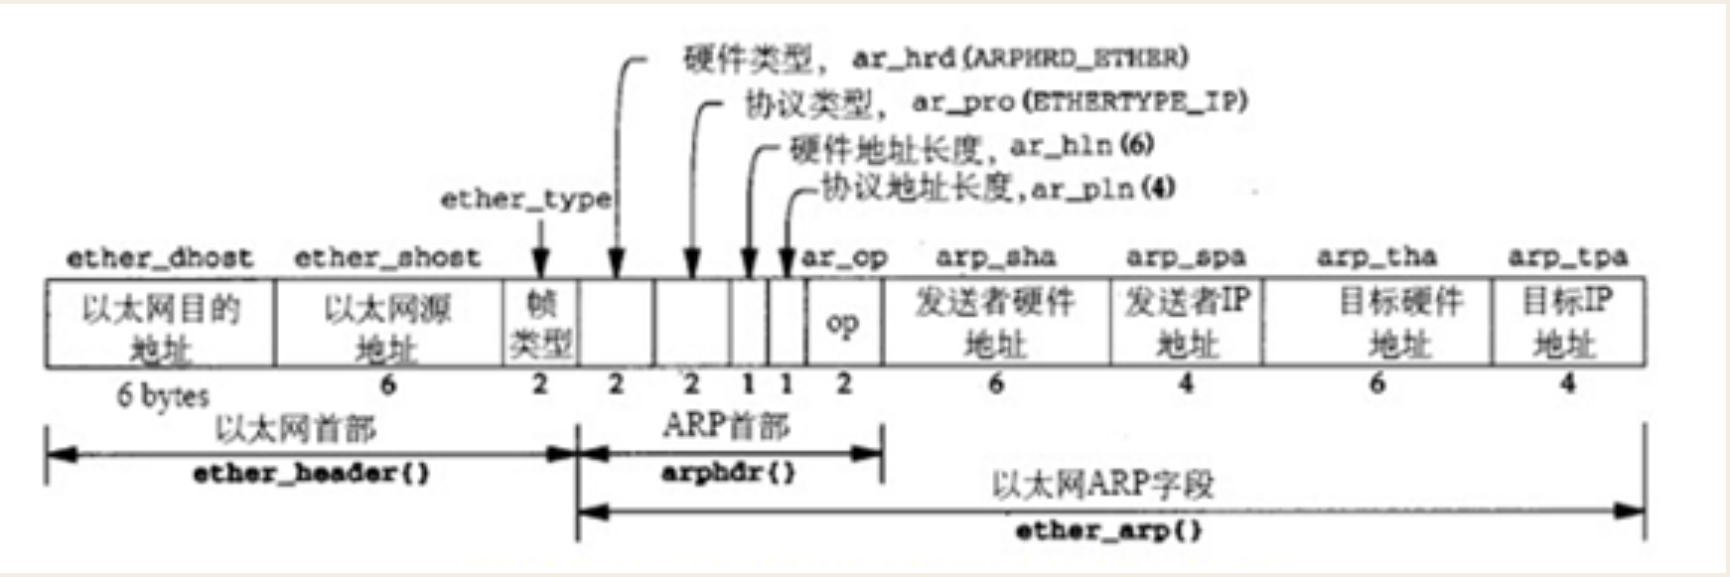 硬件类型, ar_hrd(ARPHRD_ETHER)
协议类型, ar_pro(ETHERTYPE_IP)
硬件地址长度, ar_hln(6)
协议地址长度,ar_pln(4)
ether_type
ether_dhost ether_shost ar_op arp_sha arp_spa arp_tha arp_tpa
以太网目的 以太网源 帧 发送者硬件 发送者IP 目标硬件 目标IP
op
地址 地址 类型 地址 地址 地址 地址
6 bytes 6 2 2 2 1 1 2 6 4 6 4
以太网首部 ARP首部
ether_header{} arphdr{}
以太网ARP字段
ether_arp{}